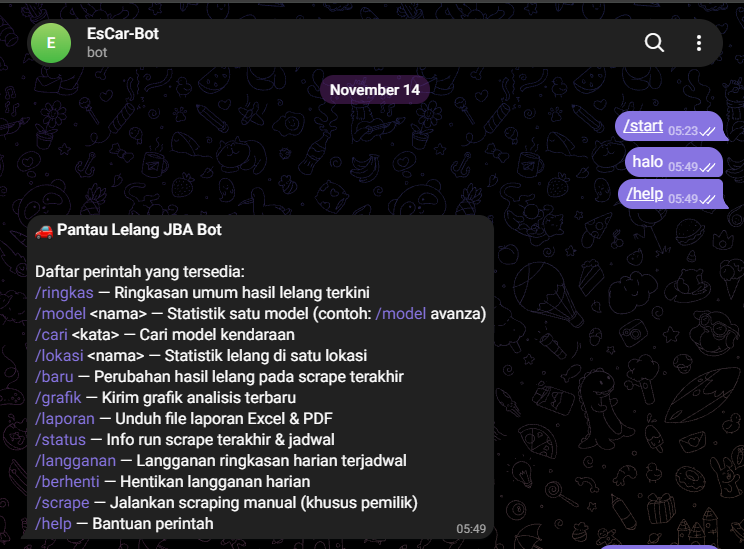 E
EsCar-Bot
bot
November 14
/start 05:23
halo 05:49
/help 05:49
🚗 Pantau Lelang JBA Bot
Daftar perintah yang tersedia:
/ringkas — Ringkasan umum hasil lelang terkini
/model <nama> — Statistik satu model (contoh: /model avanza)
/cari <kata> — Cari model kendaraan
/lokasi <nama> — Statistik lelang di satu lokasi
/baru — Perubahan hasil lelang pada scrape terakhir
/grafik — Kirim grafik analisis terbaru
/laporan — Unduh file laporan Excel & PDF
/status — Info run scrape terakhir & jadwal
/langganan — Langganan ringkasan harian terjadwal
/berhenti — Hentikan langganan harian
/scrape — Jalankan scraping manual (khusus pemilik)
/help — Bantuan perintah
05:49